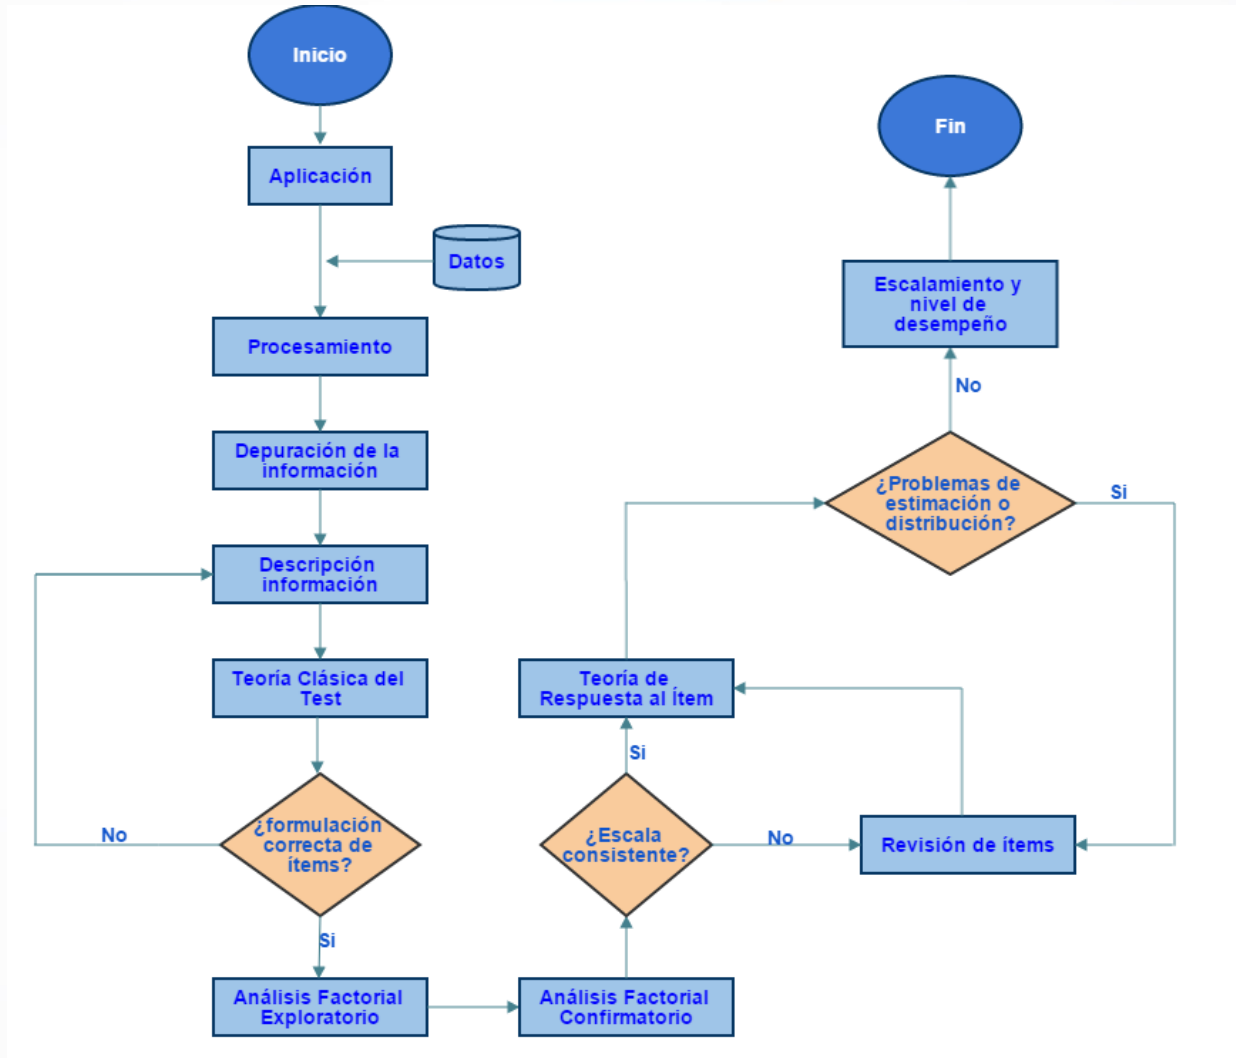 Inicio
Aplicación
Datos
Procesamiento
Depuración de la
información
Descripción
información
Teoría Clásica del
Test
¿formulación
correcta de
ítems?
No
Si
Análisis Factorial
Exploratorio
Análisis Factorial
Confirmatorio
¿Escala
consistente?
No
Si
Revisión de ítems
Teoría de
Respuesta al Ítem
¿Problemas de
estimación o
distribución?
Si
No
Escalamiento y
nivel de
desempeño
Fin